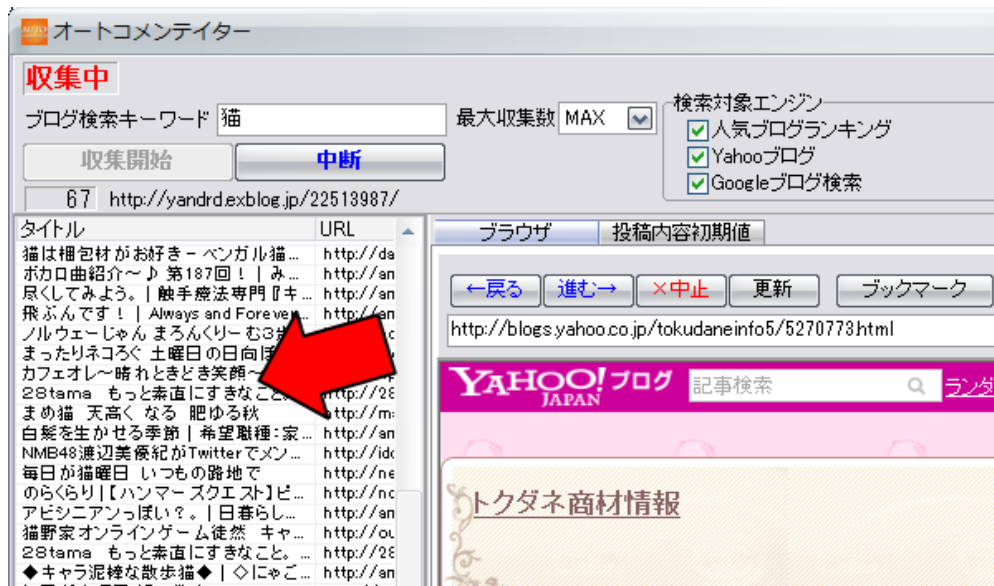 オートコメンテイター
収集中
ブログ検索キーワード 猫
最大収集数 MAX
検索対象エンジン
人気ブログランキング
Yahooブログ
Googleブログ検索
収集開始 中断
67 http://yandrd.exblog.jp/22513987/
タイトル URL
ブラウザ 投稿内容初期値
猫は梱包材がお好き - ベンガル猫... http://da
ボカロ曲紹介～♪ 第187回！ | み... http://am
尽くしてみよう。 | 触手療法専門『キ... http://am
飛ぶんです！ | Always and Forever... http://am
ノルウェーじゃん まろんくりーむ3
まったりネコろぐ 土曜日の日向
カフェオレ～晴れときどき笑顔～
28tama もっと素直にすきなこと。 http://28
まめ猫 天高く なる 肥ゆる秋 http://m
白髪を生かせる季節 | 希望職種：家... http://am
NMB48渡辺美優紀がTwitterでメン... http://idc
毎日が猫曜日 いつもの路地で http://ne
のらくらり | 【ハンマーズクエスト】ビ... http://nc
アビシニアンっぽい？。 | 日暮らし... http://am
猫野家オンラインゲーム徒然 キャ... http://ou
28tama もっと素直にすきなこと。... http://28
◆キャラ泥棒な散歩猫◆ | ◇にゃご... http://am
←戻る 進む→ ×中止 更新 ブックマーク
http://blogs.yahoo.co.jp/tokudaneinfo5/5270773.html
YAHOO! ブログ
JAPAN
記事検索
ランダ
トクダネ商材情報